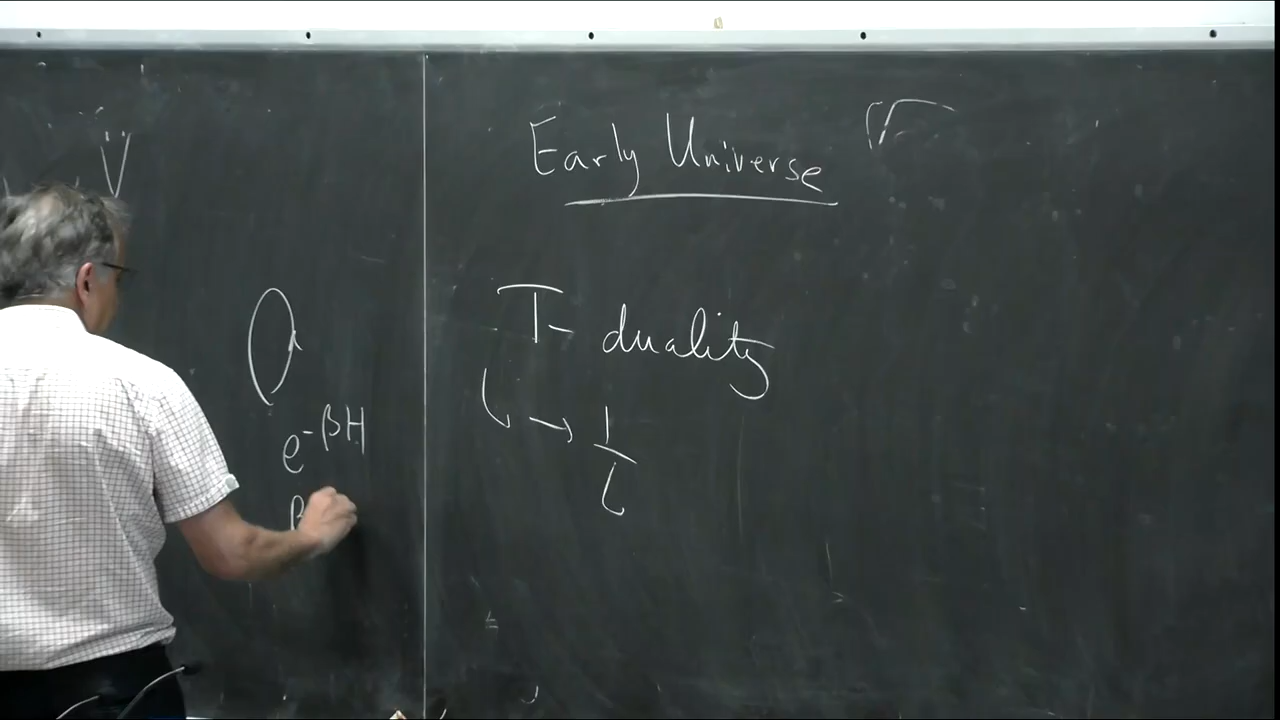 V
e^{-βH}
β
Early Universe
T- duality
L → 1/L